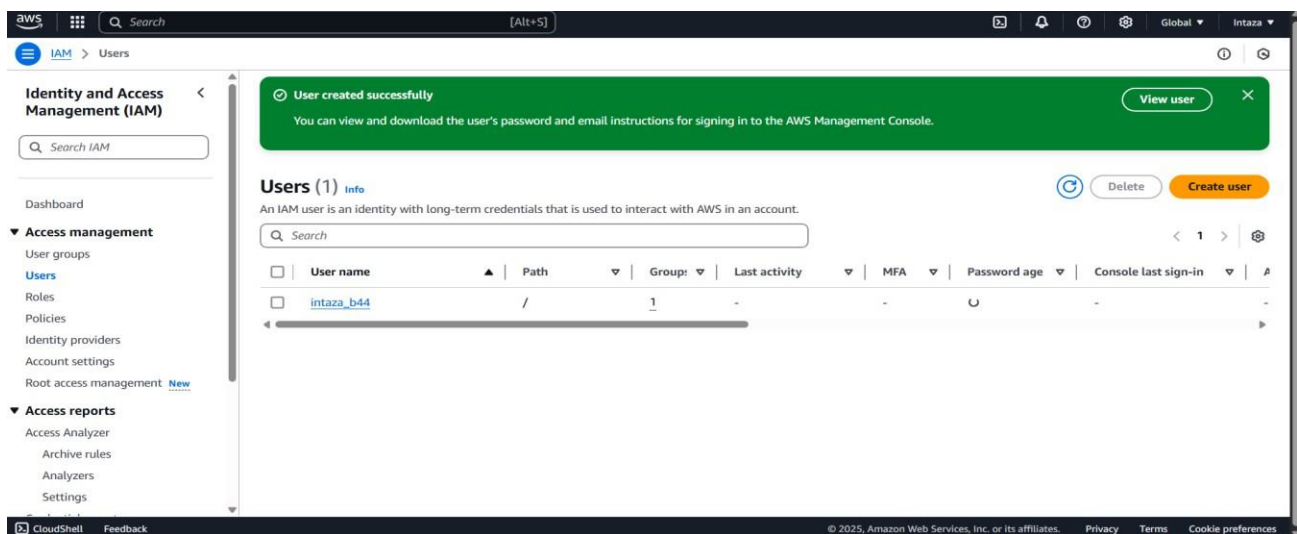 aws Search [Alt+S] Global Intaza
IAM > Users
Identity and Access Management (IAM)
Search IAM
Dashboard
Access management
User groups
Users
Roles
Policies
Identity providers
Account settings
Root access management New
Access reports
Access Analyzer
Archive rules
Analyzers
Settings
User created successfully
You can view and download the user's password and email instructions for signing in to the AWS Management Console.
View user
Users (1) Info
Delete
Create user
An IAM user is an identity with long-term credentials that is used to interact with AWS in an account.
Search
1
User name Path Group: Last activity MFA Password age Console last sign-in A
intaza_b44 / 1 - - - -
CloudShell Feedback © 2025, Amazon Web Services, Inc. or its affiliates. Privacy Terms Cookie preferences